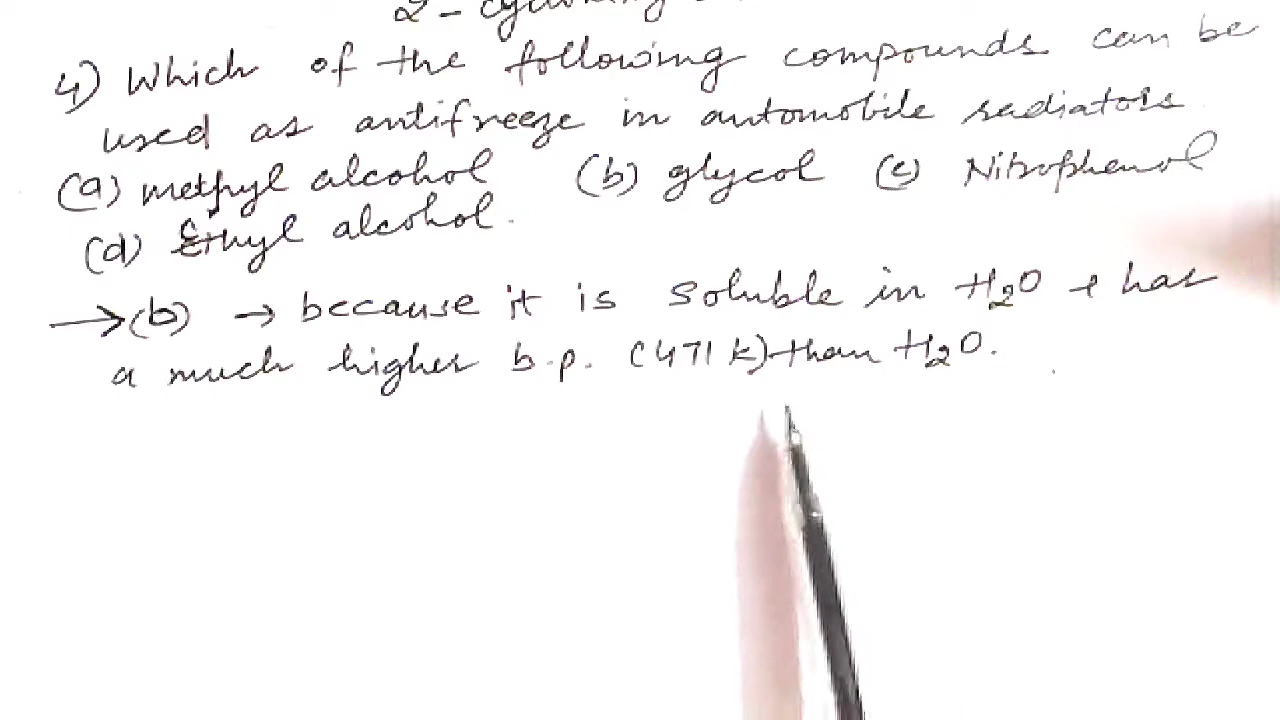 2 -
4) Which of the following compounds can be
used as antifreeze in automobile radiators
(a) methyl alcohol (b) glycol (c) Nitrophenol
(d) Ethyl alcohol.
→(b) → because it is soluble in H₂O & has
a much higher b.p. (471 k) than H₂O.